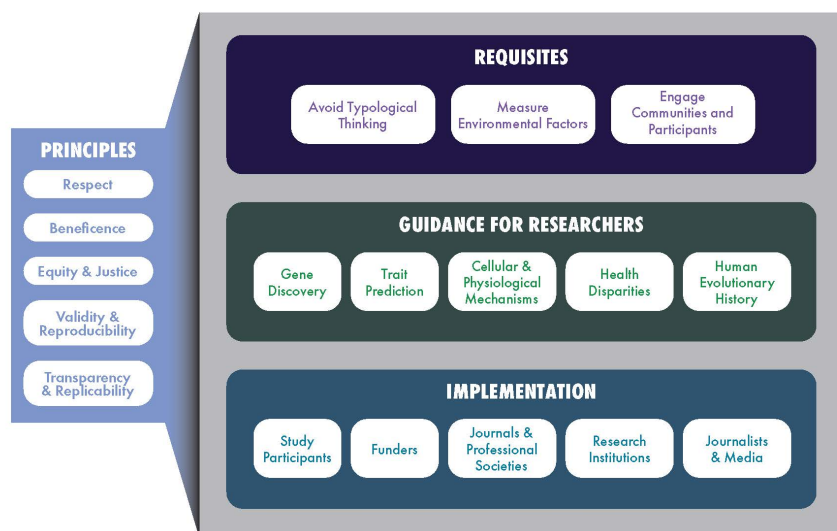 PRINCIPLES
Respect
Beneficence
Equity & Justice
Validity &
Reproducibility
Transparency
& Replicability
REQUISITES
Avoid Typological
Thinking
Measure
Environmental Factors
Engage
Communities and
Participants
GUIDANCE FOR RESEARCHERS
Gene
Discovery
Trait
Prediction
Cellular &
Physiological
Mechanisms
Health
Disparities
Human
Evolutionary
History
IMPLEMENTATION
Study
Participants
Funders
Journals &
Professional
Societies
Research
Institutions
Journalists
& Media